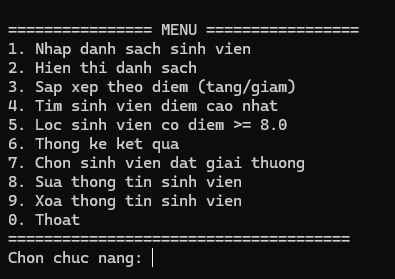 ================ MENU =================
1. Nhap danh sach sinh vien
2. Hien thi danh sach
3. Sap xep theo diem (tang/giam)
4. Tim sinh vien diem cao nhat
5. Loc sinh vien co diem >= 8.0
6. Thong ke ket qua
7. Chon sinh vien dat giai thuong
8. Sua thong tin sinh vien
9. Xoa thong tin sinh vien
0. Thoat
======================================
Chon chuc nang: